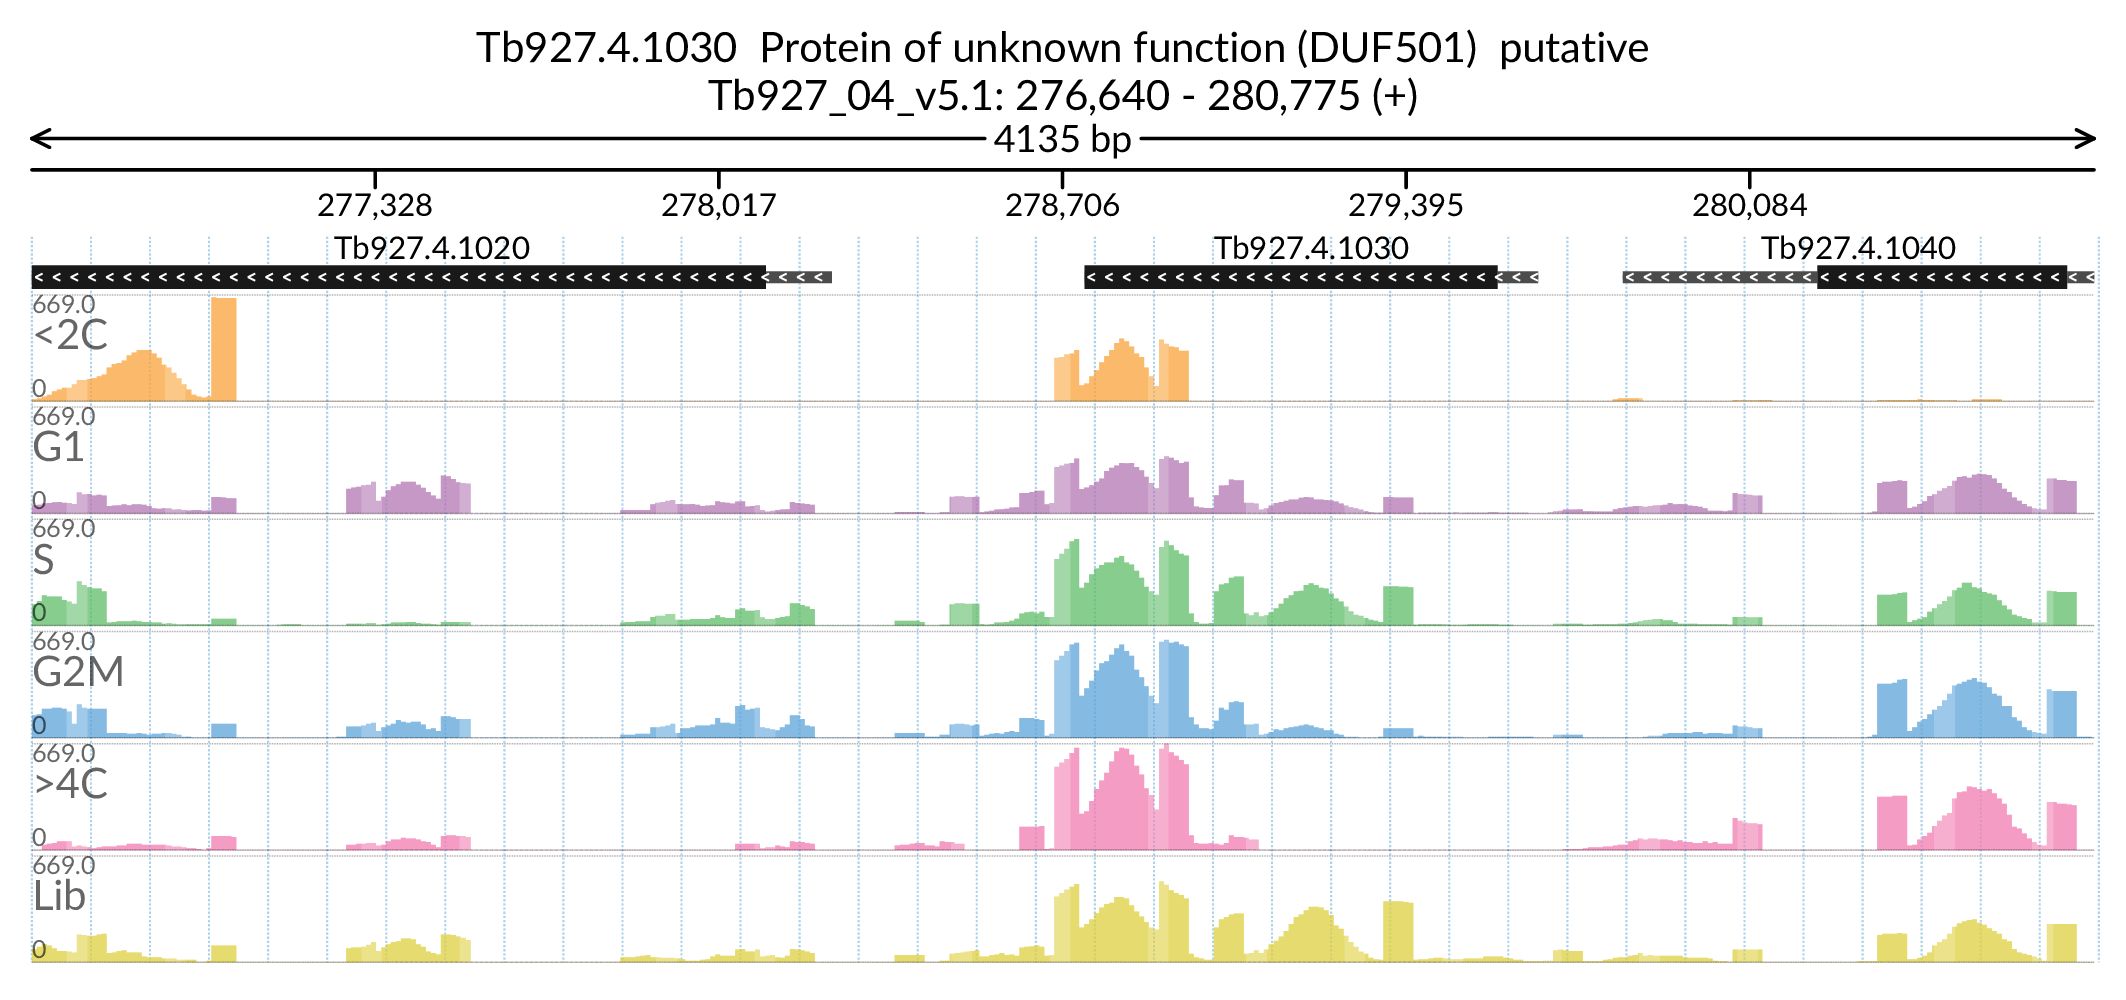 Tb927.4.1030  Protein of unknown function (DUF501)  putative
Tb927_04_v5.1: 276,640 - 280,775 (+)
4135 bp
277,328 278,017 278,706 279,395 280,084
Tb927.4.1020 Tb927.4.1030 Tb927.4.1040
669.0
<2C
0
669.0
G1
0
669.0
S
0
669.0
G2M
0
669.0
>4C
0
669.0
Lib
0